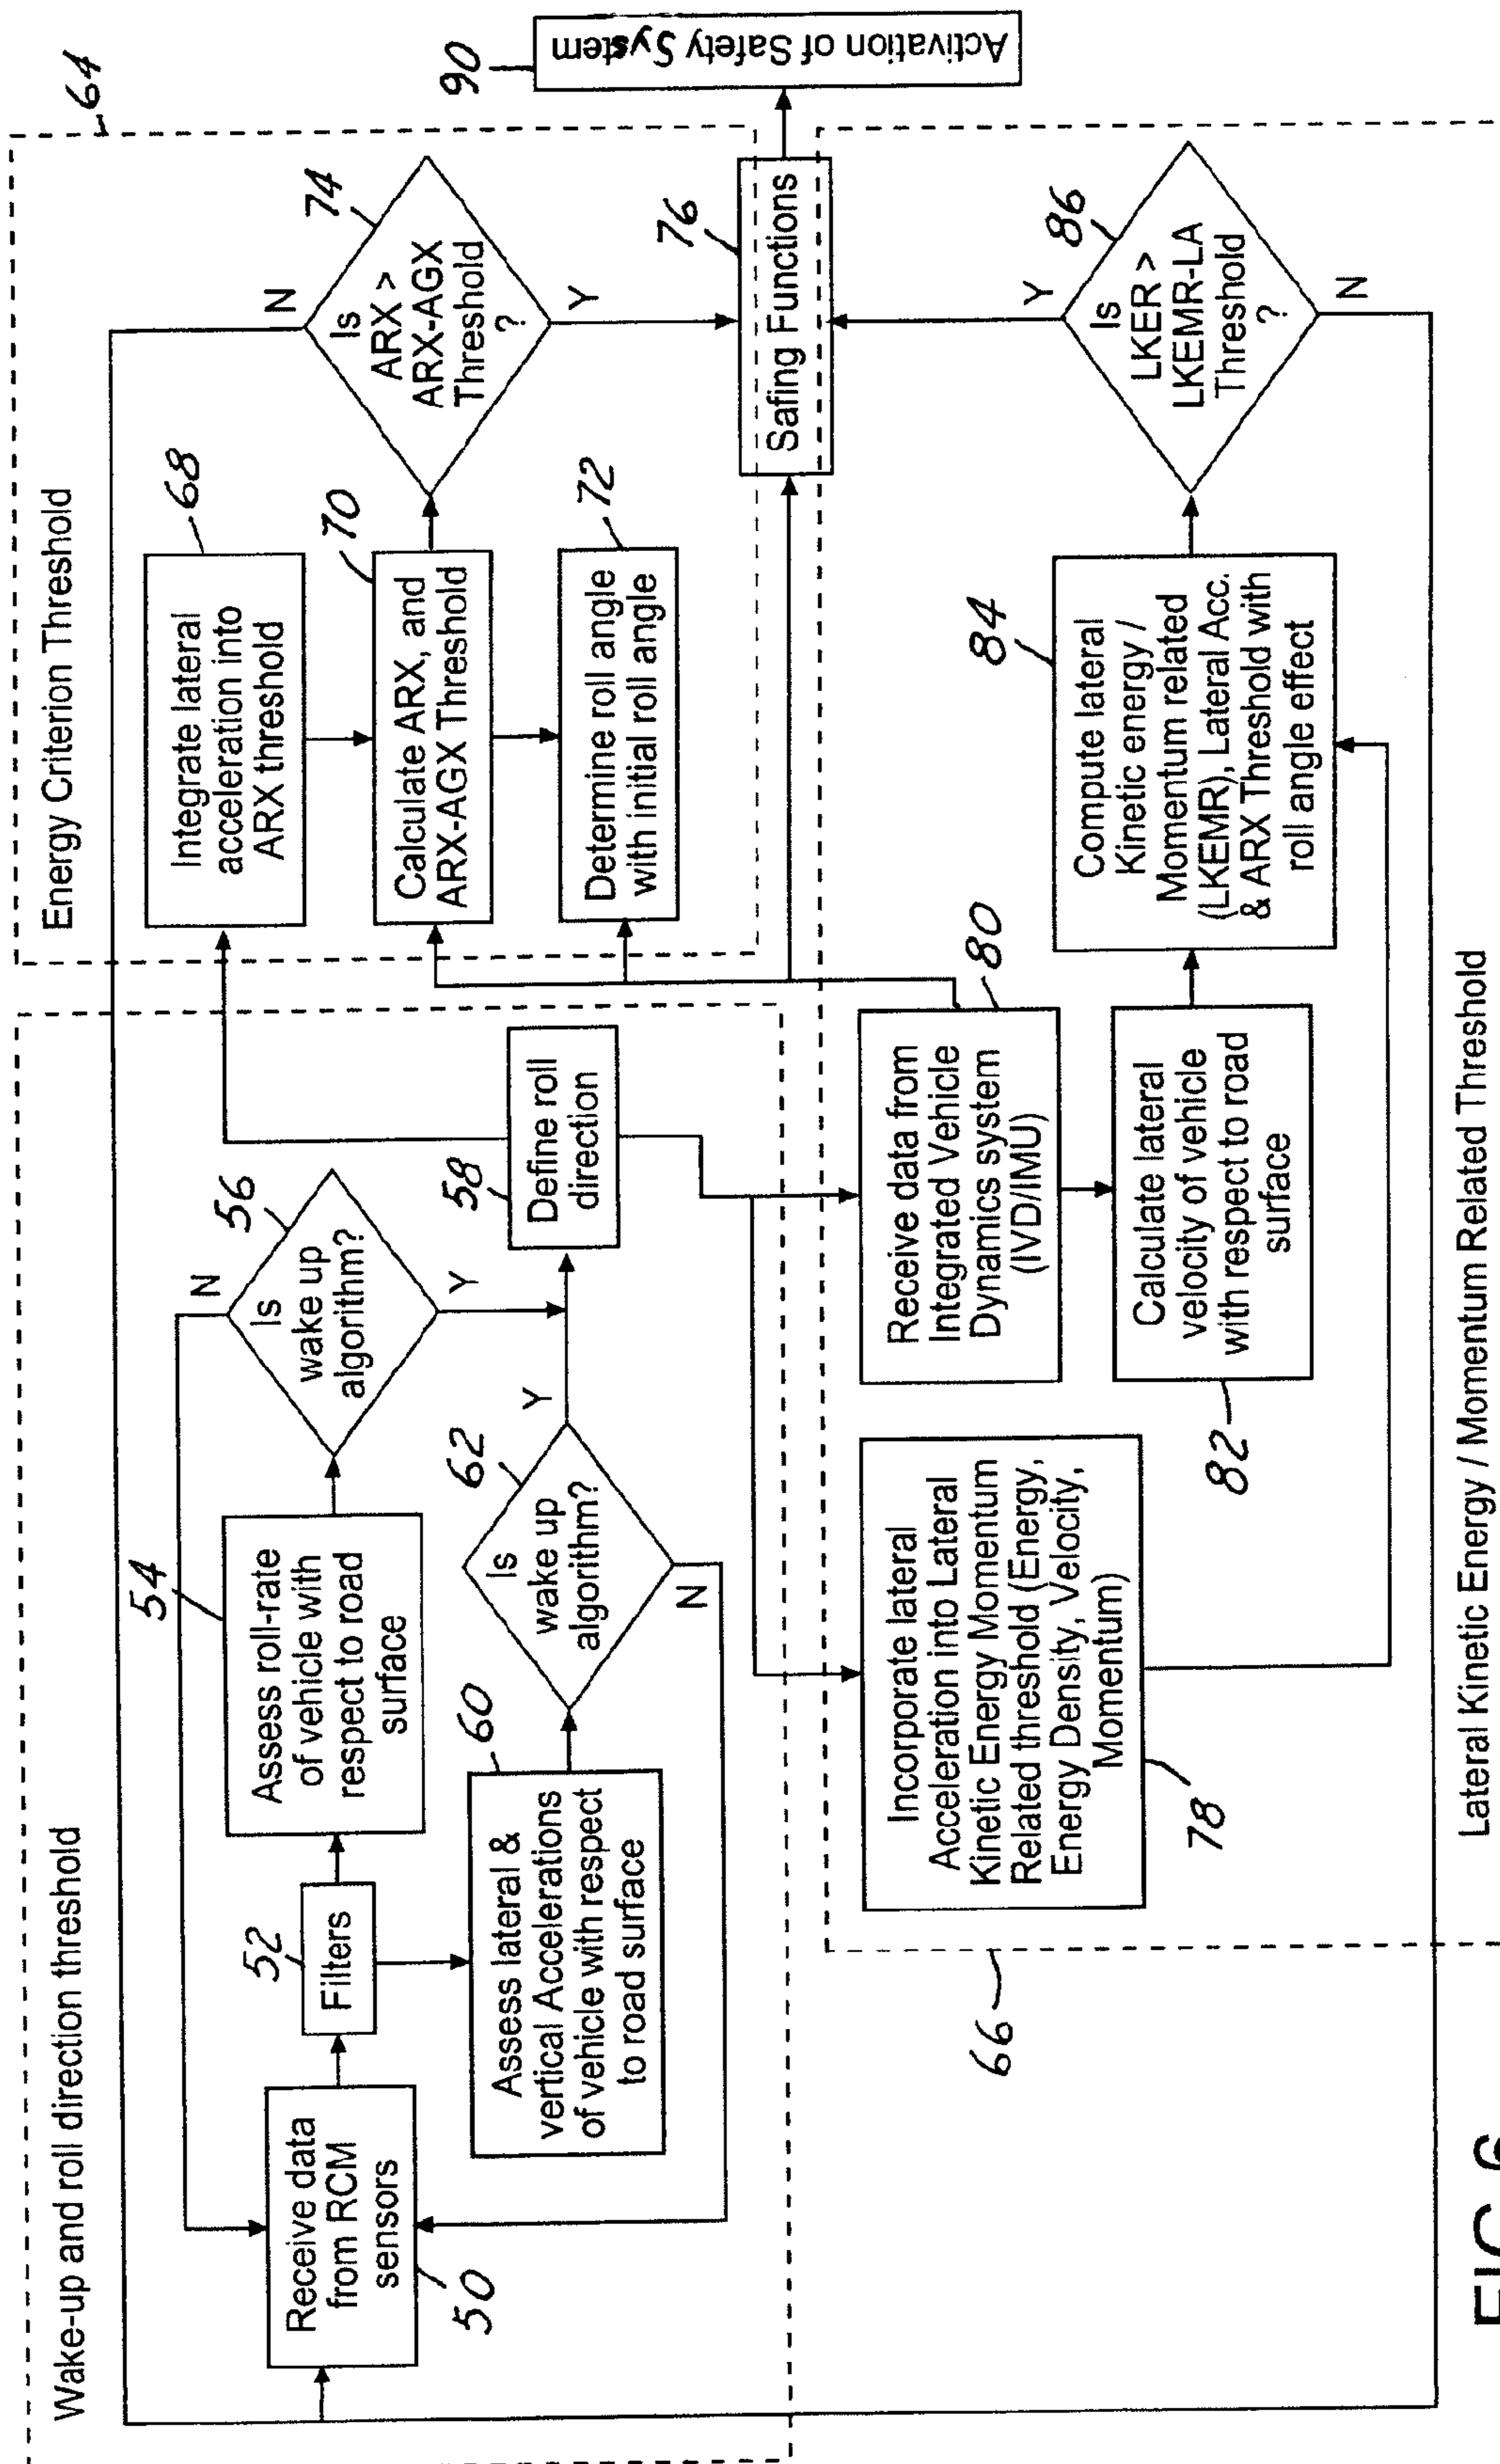 Wake-up and roll direction threshold
Receive data
from RCM
sensors
50
Filters
52
Assess roll-rate
of vehicle with
respect to road
surface
54
Is
wake up
algorithm?
56
N
Y
Assess lateral &
vertical Accelerations
of vehicle with respect
to road surface
60
Is
wake up
algorithm?
62
Y
N
Define roll
direction
58
Energy Criterion Threshold
64
Integrate lateral
acceleration into
ARX threshold
68
Calculate ARX, and
ARX-AGX Threshold
70
Determine roll angle
with initial roll angle
72
Is
ARX >
ARX-AGX
Threshold
?
74
N
Y
Safing Functions
76
Activation of Safety System
90
Incorporate lateral
Acceleration into Lateral
Kinetic Energy Momentum
Related threshold (Energy,
Energy Density, Velocity,
Momentum)
78
Receive data from
Integrated Vehicle
Dynamics system
(IVD/IMU)
80
Calculate lateral
velocity of vehicle
with respect to road
surface
82
Compute lateral
Kinetic energy /
Momentum related
(LKEMR), Lateral Acc.
& ARX Threshold with
roll angle effect
84
Is
LKER >
LKEMR-LA
Threshold
?
86
Y
N
66
Lateral Kinetic Energy / Momentum Related Threshold